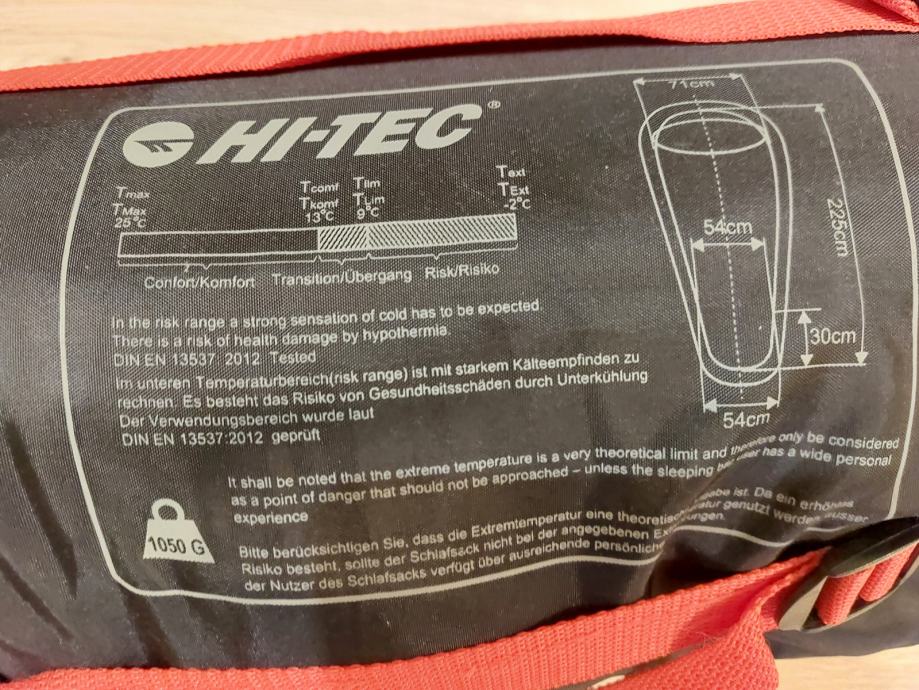 HI-TEC®
Tmax
TMax
25°C
Tcomf
Tkomf
13°C
Tlim
TLim
9°C
Text
TExt
-2°C
Confort/Komfort Transition/Übergang Risk/Risiko
71cm
54cm
225cm
30cm
54cm
In the risk range a strong sensation of cold has to be expected.
There is a risk of health damage by hypothermia.
DIN EN 13537 2012 Tested
Im unteren Temperaturbereich(risk range) ist mit starkem Kälteempfinden zu
rechnen. Es besteht das Risiko von Gesundheitsschäden durch Unterkühlung
Der Verwendungsbereich wurde laut
DIN EN 13537:2012 geprüft
It shall be noted that the extreme temperature is a very theoretical limit and therefore only be considered
as a point of danger that should not be approached – unless the sleeping user has a wide personal
experience
1050 G
Bitte berücksichtigen Sie, dass die Extremtemperatur eine ist. Da ein erhöhtes
Risiko besteht, sollte der Schlafsack nicht bei der angegebenen genutzt werden, ausser
der Nutzer des Schlafsacks verfügt über ausreichende